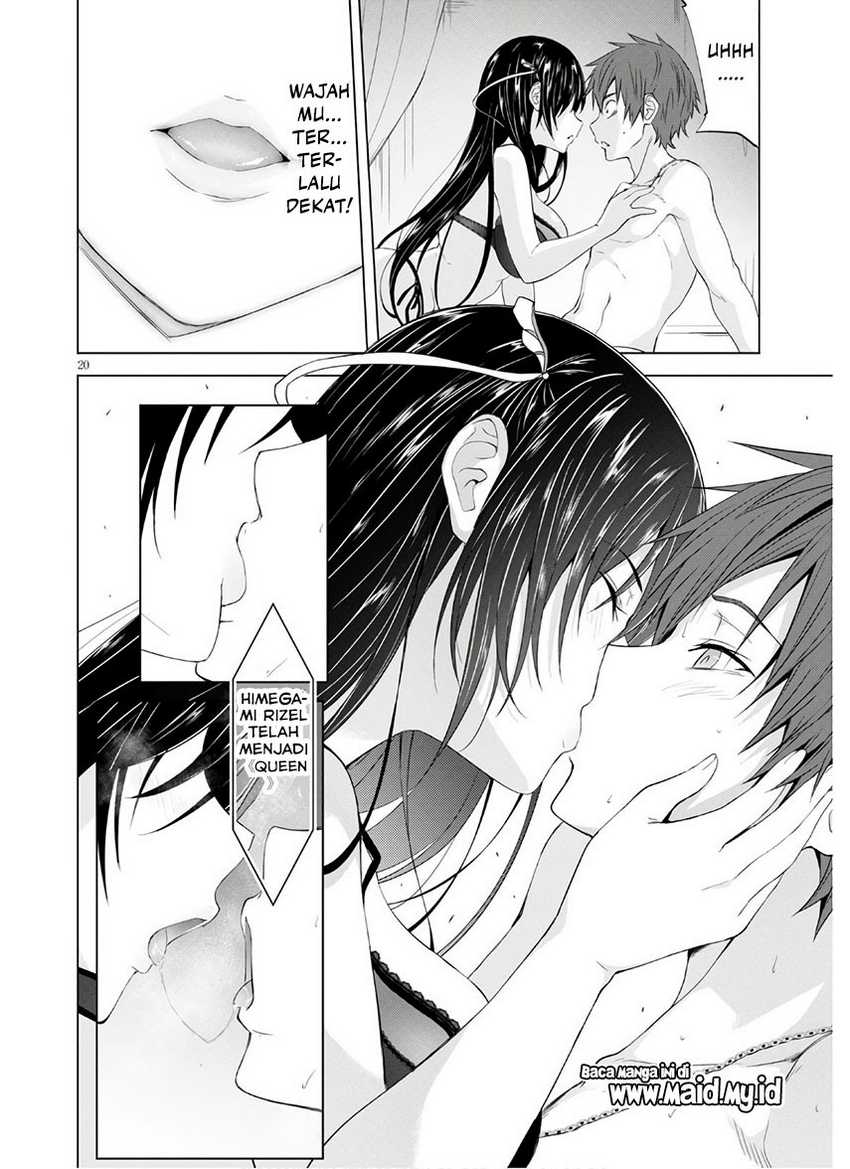 UHHH
.....
WAJAH
MU...
TER...
TER-
LALU
DEKAT!
20
HIMEGA-
MI RIZEL
TELAH
MENJADI
《QUEEN
》
Baca Manga ini di
www.Maid.My.id